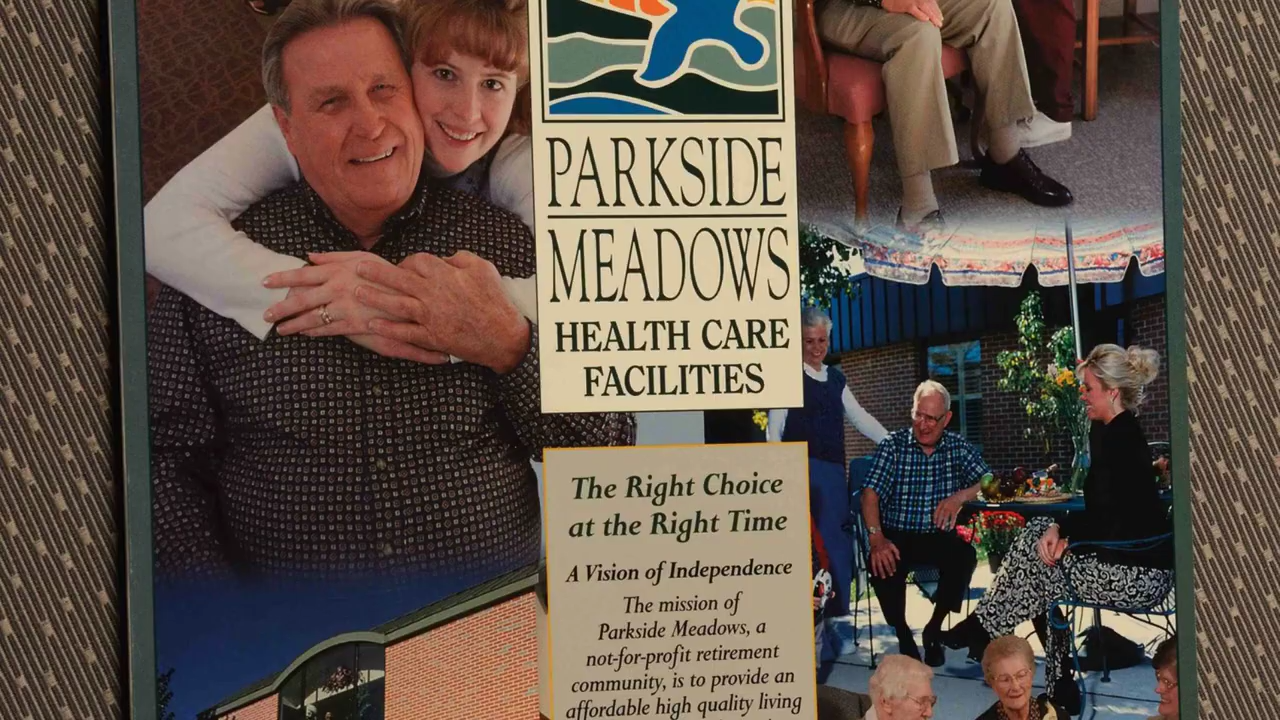 PARKSIDE
MEADOWS
HEALTH CARE
FACILITIES
The Right Choice
at the Right Time
A Vision of Independence
The mission of
Parkside Meadows, a
not-for-profit retirement
community, is to provide an
affordable high quality living